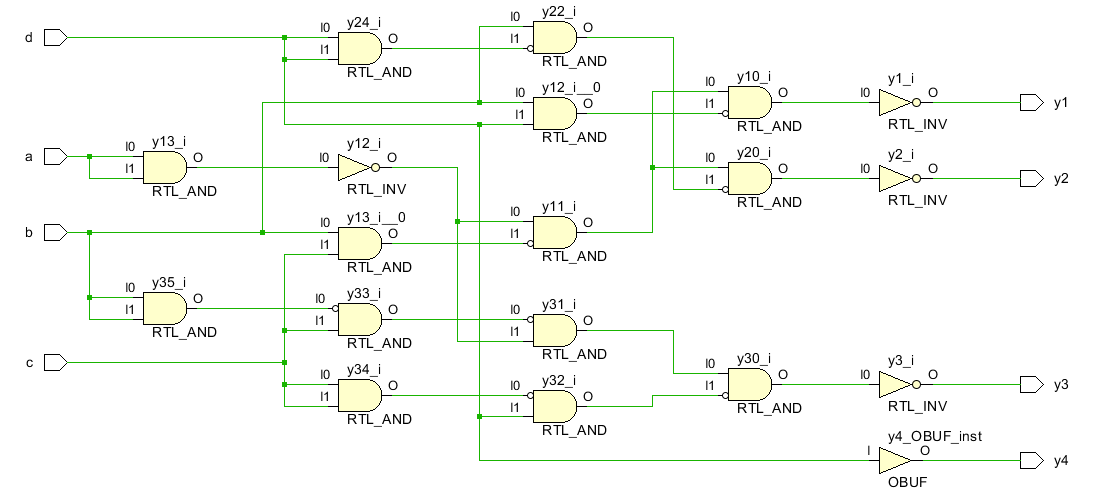 y22_i
y24_i
I0
O
d
I0
O
I1
I1
RTL_AND
y10_i
y1_i
RTL_AND
y12_i__0
I0
I0
O
I0
O
y1
O
I1
I1
RTL_AND
RTL_INV
RTL_AND
y13_i
y12_i
y20_i
y2_i
a
I0
O
I0
O
I0
O
I0
O
y2
I1
I1
RTL_AND
RTL_INV
RTL_AND
RTL_INV
y13_i__0
y11_i
b
I0
O
I0
O
I1
I1
RTL_AND
RTL_AND
y35_i
y33_i
y31_i
I0
O
I0
O
I0
O
I1
I1
I1
RTL_AND
RTL_AND
RTL_AND
c
y34_i
y32_i
y30_i
y3_i
I0
O
I0
O
I0
O
I0
O
y3
I1
I1
I1
RTL_AND
RTL_AND
RTL_AND
RTL_INV
y4_OBUF_inst
I
O
y4
OBUF